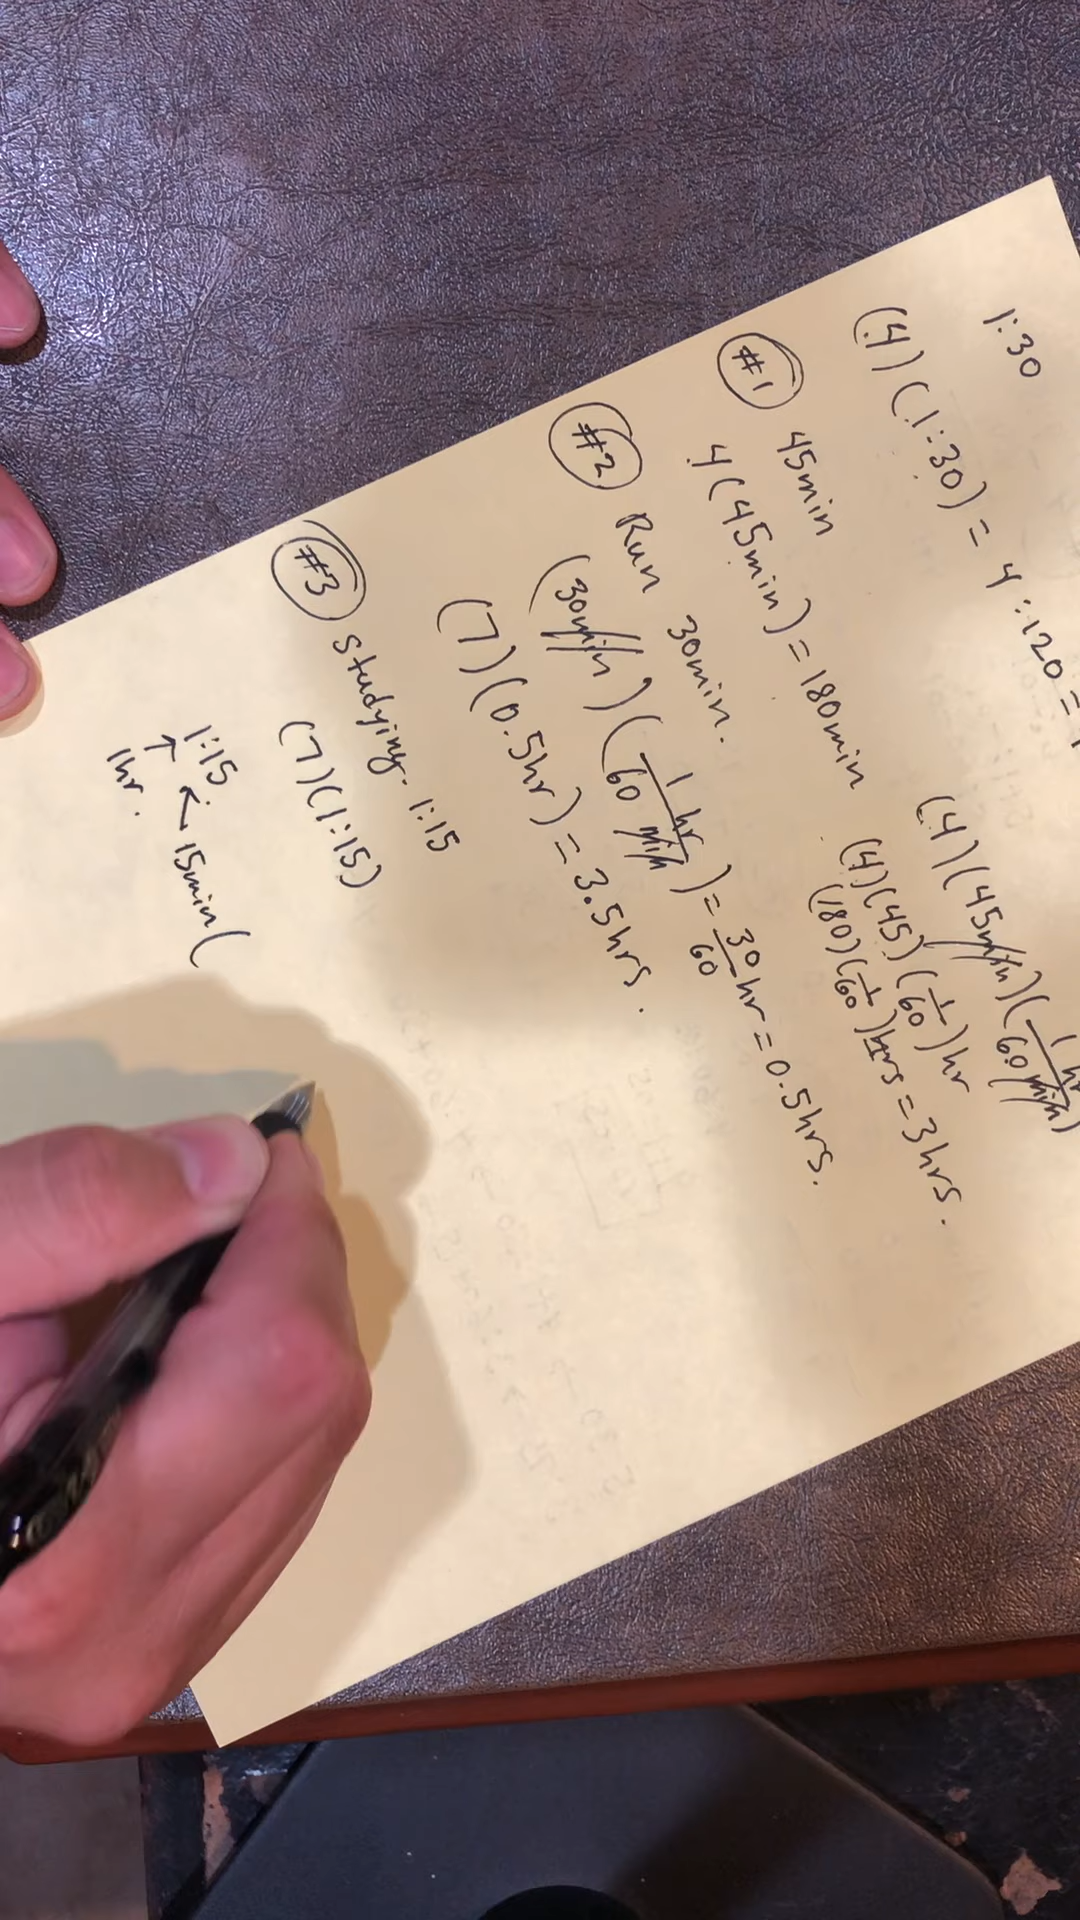 1:30
(4)(1:30) = 4:120 =
#1 45min
4(45min) = 180min
(4)(45min)(1hr/60min)
(4)(45)(1/60)hr
(180)(1/60)hrs = 3hrs.
#2 Run 30min.
(30min)(1hr/60min) = 30/60 hr = 0.5hrs.
(7)(0.5hr) = 3.5hrs.
#3 Studying. 1:15
(7)(1:15)
1:15.
1hr.
15min(